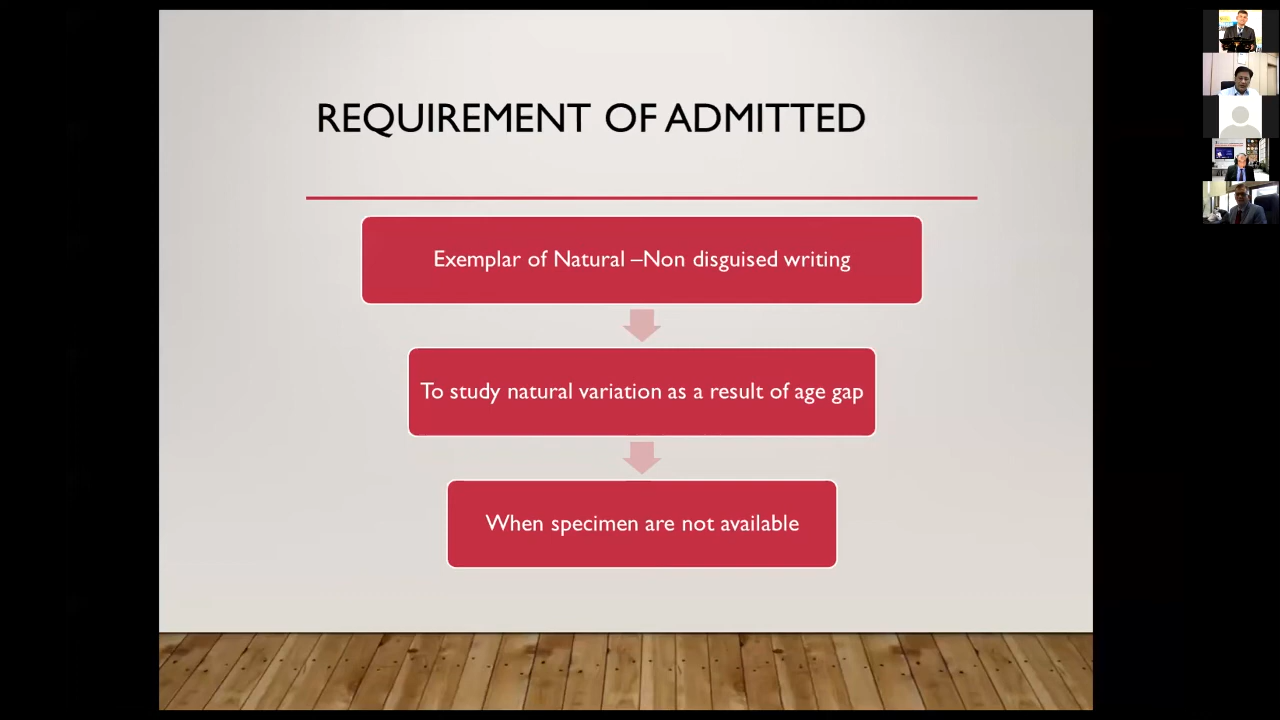 REQUIREMENT OF ADMITTED
Exemplar of Natural –Non disguised writing
To study natural variation as a result of age gap
When specimen are not available